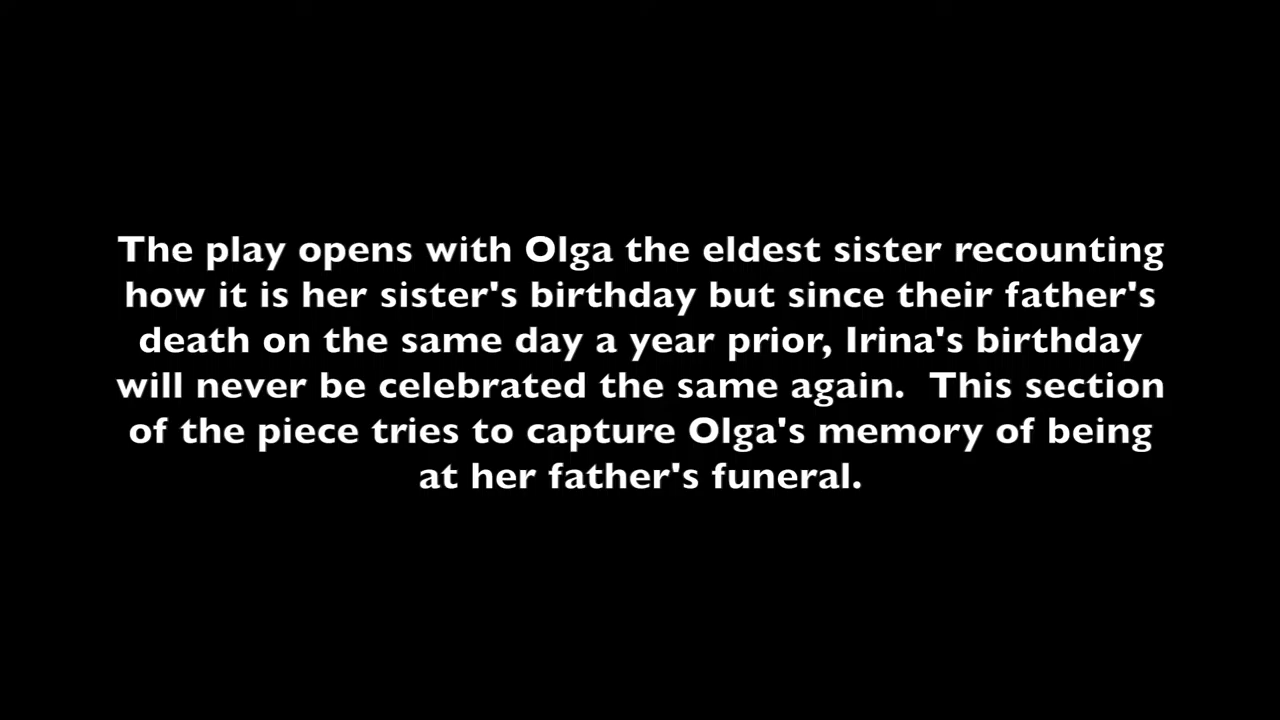 The play opens with Olga the eldest sister recounting
how it is her sister's birthday but since their father's
death on the same day a year prior, Irina's birthday
will never be celebrated the same again.  This section
of the piece tries to capture Olga's memory of being
at her father's funeral.